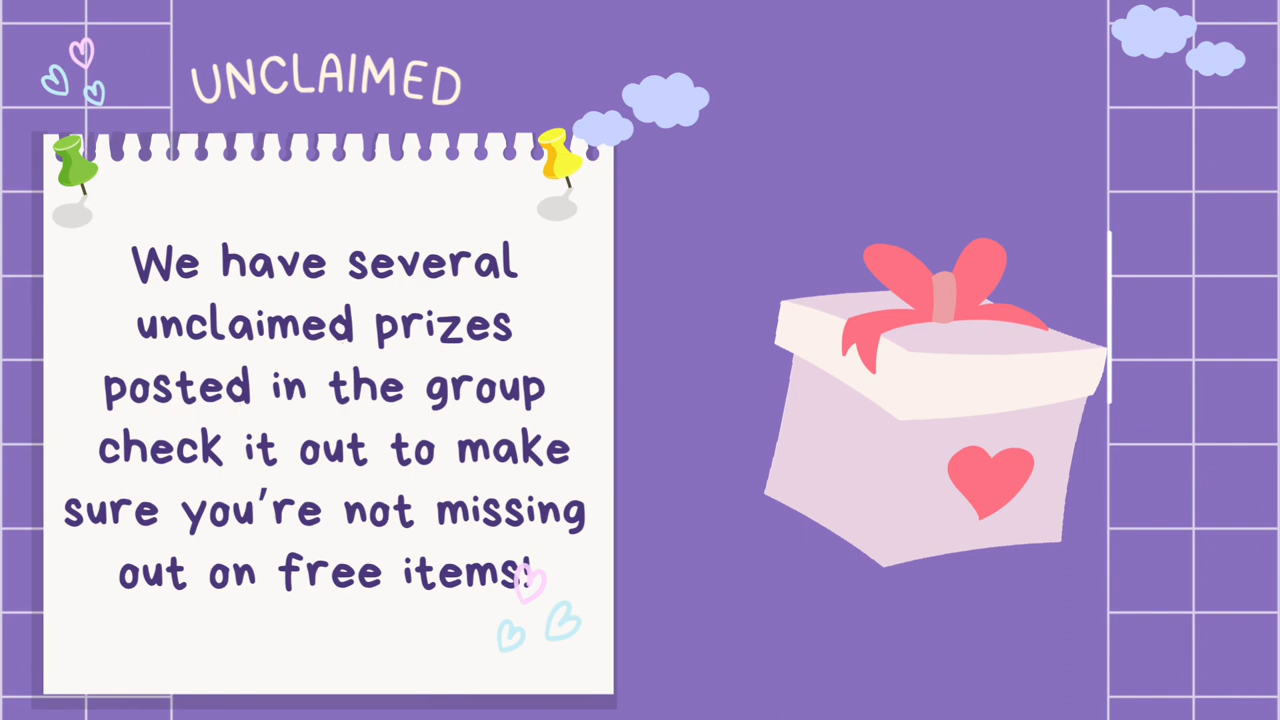 UNCLAIMED
We have several
unclaimed prizes
posted in the group
check it out to make
sure you're not missing
out on free items!